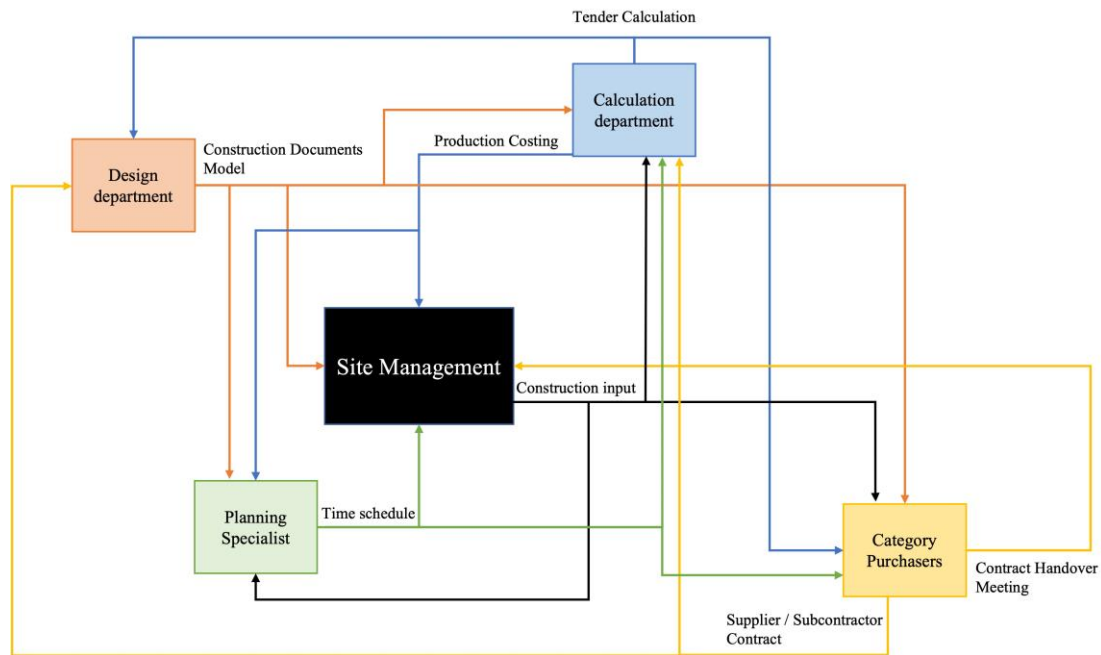 Tender Calculation
Calculation
department
Production Costing
Construction Documents
Model
Design
department
Site Management
Construction input
Planning
Specialist
Time schedule
Category
Purchasers
Contract Handover
Meeting
Supplier / Subcontractor
Contract